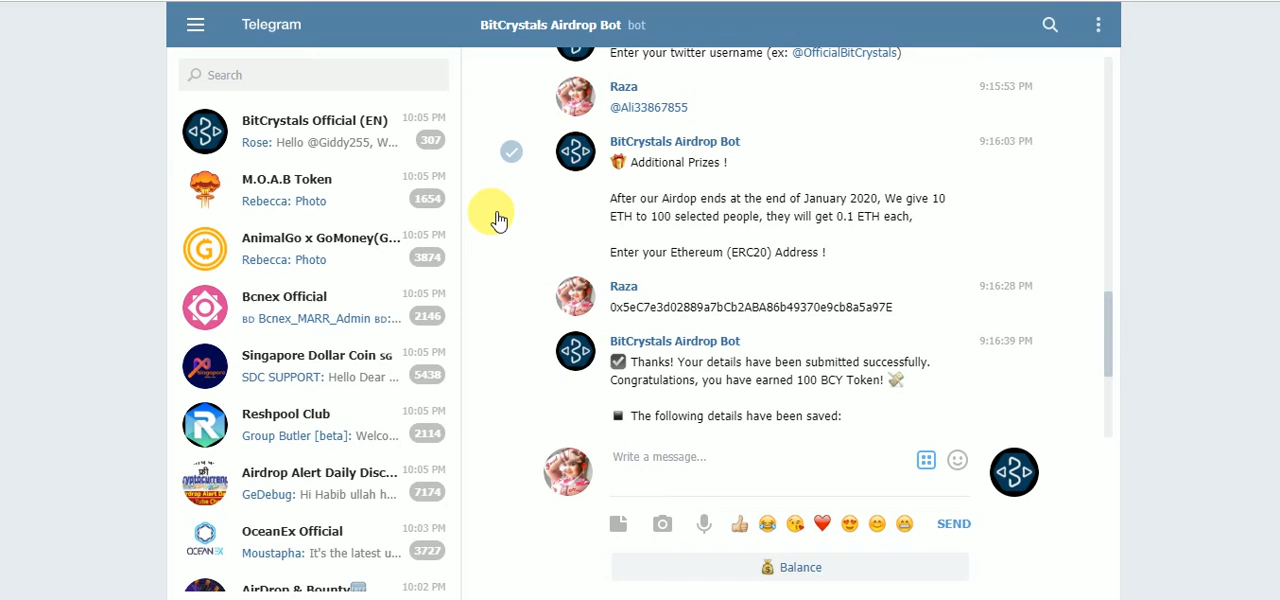 Telegram
BitCrystals Airdrop Bot bot
Search
BitCrystals Official (EN) 10:05 PM
Rose: Hello @Giddy255, W... 307
M.O.A.B Token 10:05 PM
Rebecca: Photo 1654
AnimalGo x GoMoney(G... 10:05 PM
Rebecca: Photo 3874
Bcnex Official 10:05 PM
BD Bcnex_MARR_Admin BD:... 2146
Singapore Dollar Coin SG 10:05 PM
SDC SUPPORT: Hello Dear ... 5438
Reshpool Club 10:05 PM
Group Butler [beta]: Welco... 2114
Airdrop Alert Daily Disc... 10:05 PM
GeDebug: Hi Habib ullah h... 7174
OceanEx Official 10:03 PM
Moustapha: It's the latest u... 3727
AirDrop & Bounty 10:02 PM
Enter your twitter username (ex: @OfficialBitCrystals)
Raza 9:15:53 PM
@Ali33867855
BitCrystals Airdrop Bot 9:16:03 PM
🎁 Additional Prizes !
After our Airdop ends at the end of January 2020, We give 10
ETH to 100 selected people, they will get 0.1 ETH each,
Enter your Ethereum (ERC20) Address !
Raza 9:16:28 PM
0x5eC7e3d02889a7bCb2ABA86b49370e9cb8a5a97E
BitCrystals Airdrop Bot 9:16:39 PM
☑ Thanks! Your details have been submitted successfully.
Congratulations, you have earned 100 BCY Token! 💸
◾ The following details have been saved:
Write a message...
👍 😂 😘 ❤ 😍 😊 😁 SEND
💰 Balance